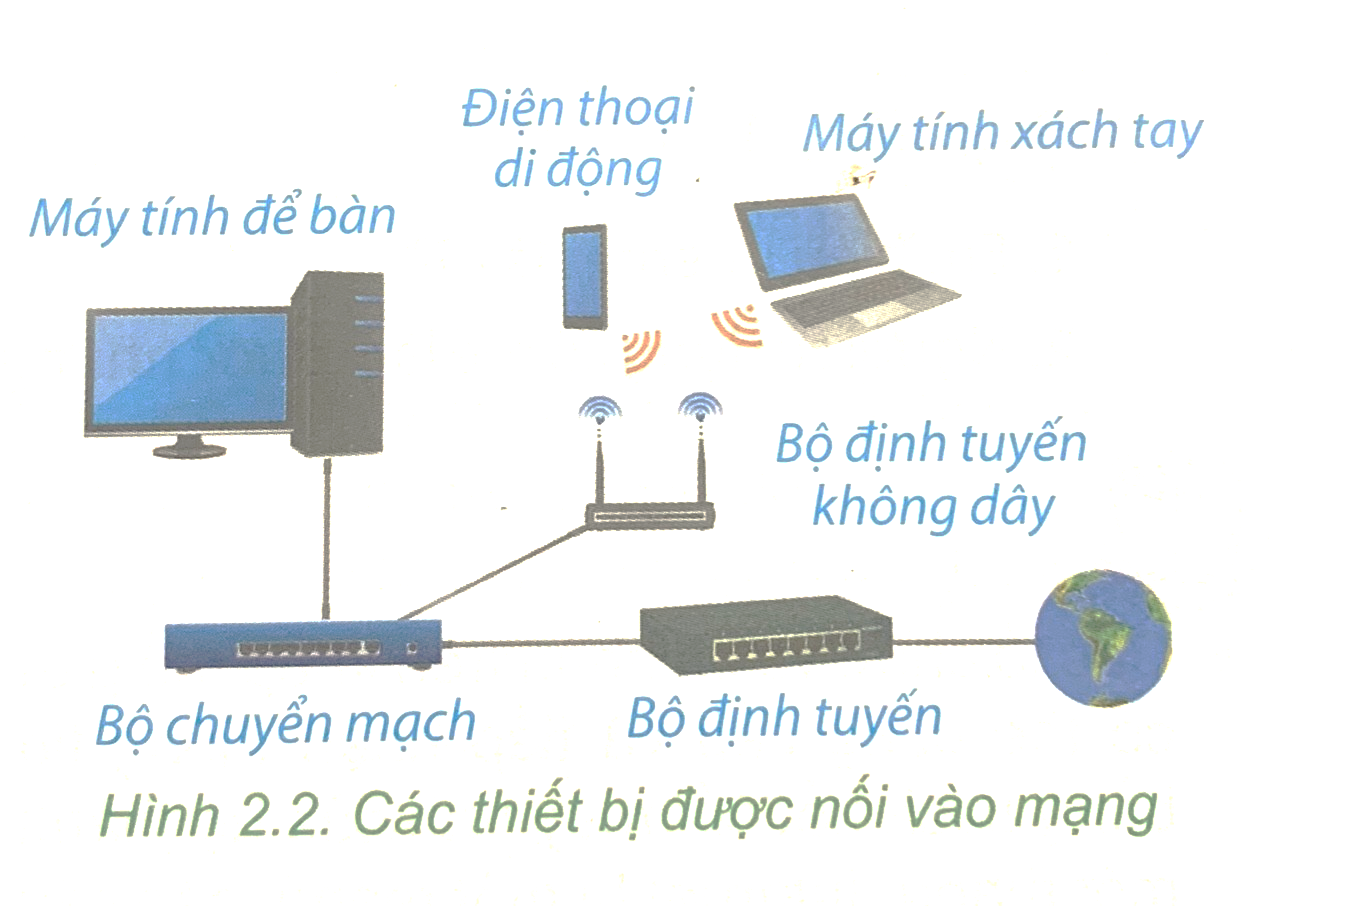 Điện thoại
di động
Máy tính xách tay
Máy tính để bàn
Bộ định tuyến
không dây
Bộ chuyển mạch
Bộ định tuyến
Hình 2.2. Các thiết bị được nối vào mạng